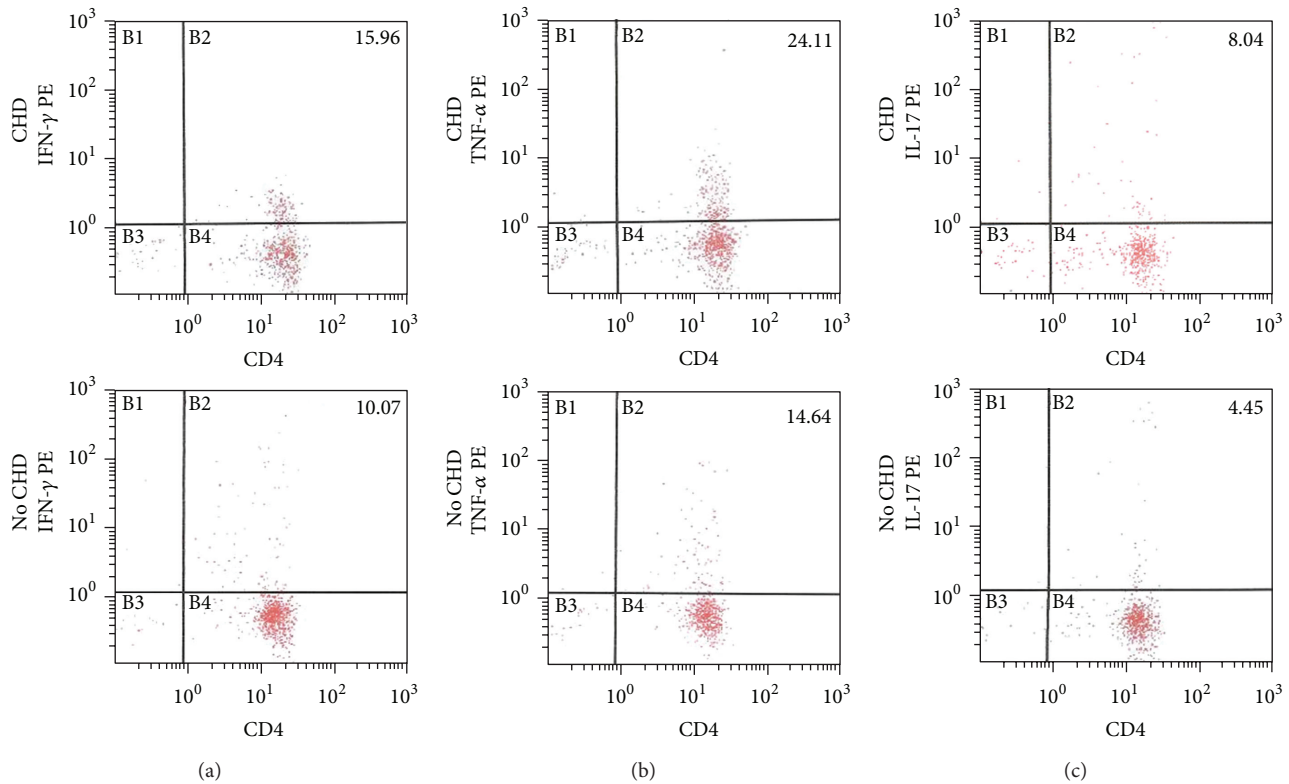 CHD
IFN-γ PE
10³
10²
10¹
10⁰
B1
B2
15.96
B3
B4
10⁰
10¹
10²
10³
CD4
CHD
TNF-α PE
10³
10²
10¹
10⁰
B1
B2
24.11
B3
B4
10⁰
10¹
10²
10³
CD4
CHD
IL-17 PE
10³
10²
10¹
10⁰
B1
B2
8.04
B3
B4
10⁰
10¹
10²
10³
CD4
No CHD
IFN-γ PE
10³
10²
10¹
10⁰
B1
B2
10.07
B3
B4
10⁰
10¹
10²
10³
CD4
(a)
No CHD
TNF-α PE
10³
10²
10¹
10⁰
B1
B2
14.64
B3
B4
10⁰
10¹
10²
10³
CD4
(b)
No CHD
IL-17 PE
10³
10²
10¹
10⁰
B1
B2
4.45
B3
B4
10⁰
10¹
10²
10³
CD4
(c)